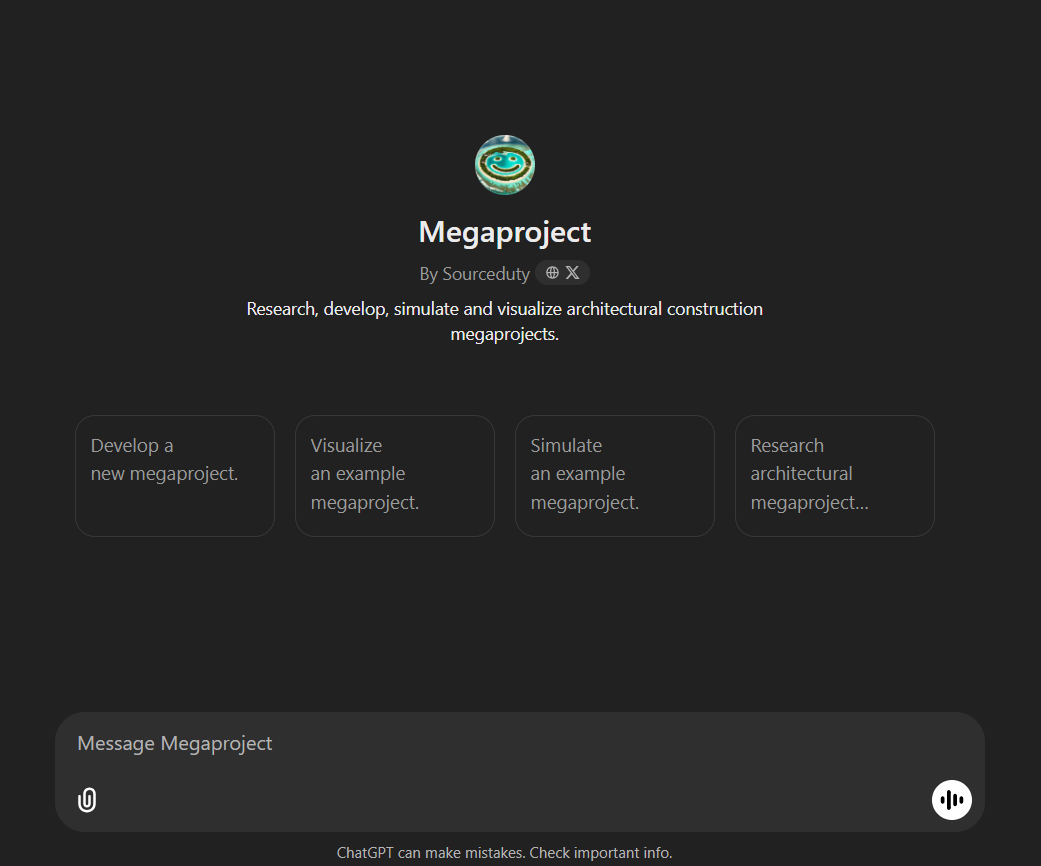 Megaproject
By Sourceduty
Research, develop, simulate and visualize architectural construction
megaprojects.
Develop a
new megaproject.
Visualize
an example
megaproject.
Simulate
an example
megaproject.
Research
architectural
megaproject...
Message Megaproject
ChatGPT can make mistakes. Check important info.